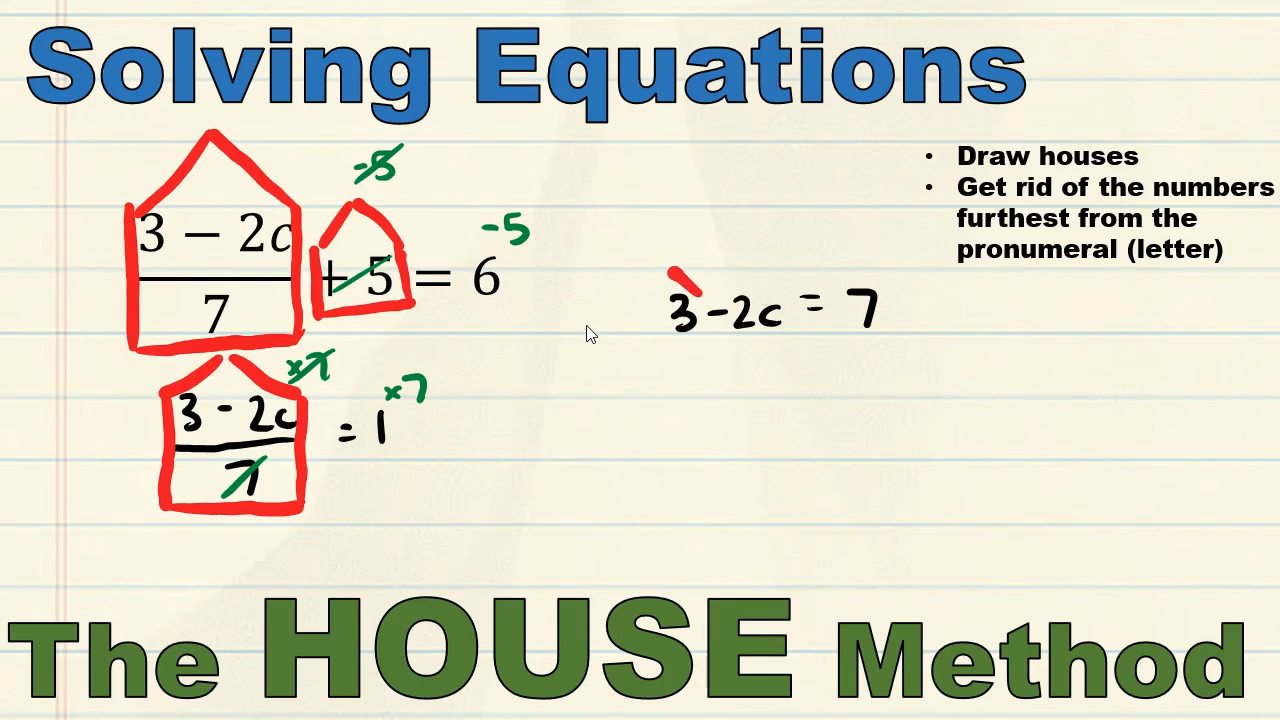 Solving Equations
• Draw houses
• Get rid of the numbers
furthest from the
pronumeral (letter)
-5
3 − 2c
7
+ 5 = 6
-5
3 - 2c = 7
×7
3 - 2c
7
= 1
×7
The HOUSE Method